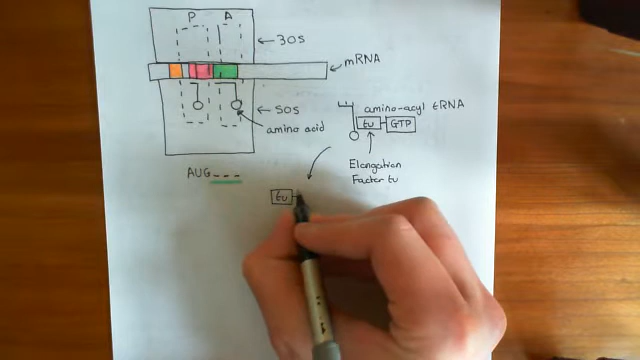 P A
30S
mRNA
50S
amino acid
amino-acyl tRNA
tu GTP
Elongation
Factor tu
AUG _ _ _
tu